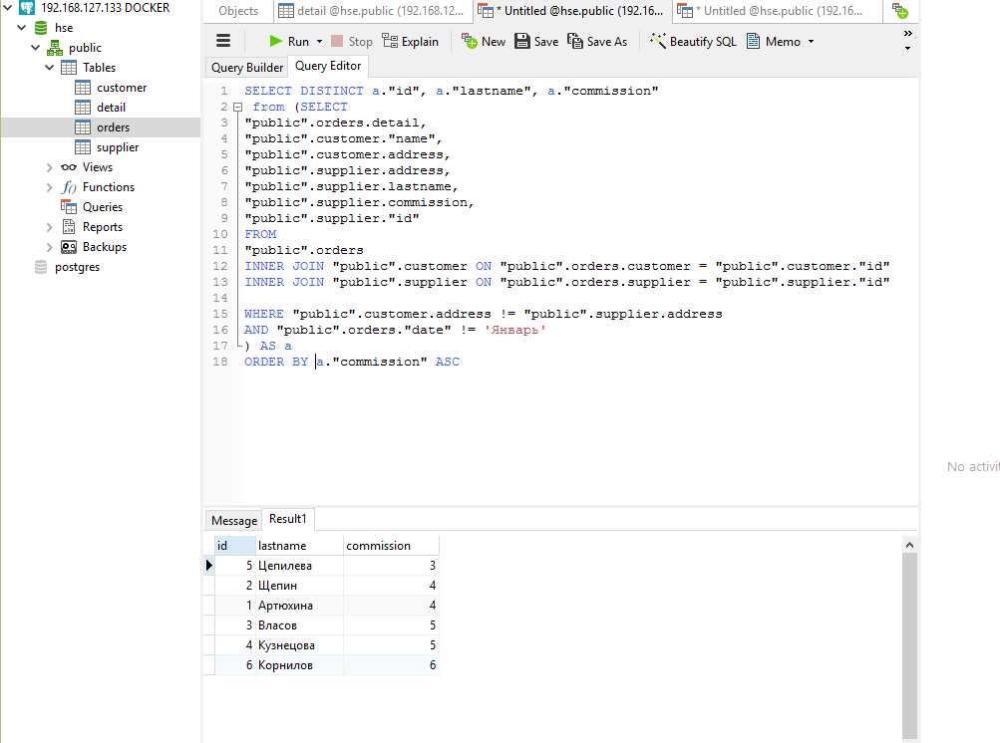 192.168.127.133 DOCKER
hse
public
Tables
customer
detail
orders
supplier
Views
Functions
Queries
Reports
Backups
postgres
Objects
detail @hse.public (192.168.12...
* Untitled @hse.public (192.16...
* Untitled @hse.public (192.16...
Run Stop Explain New Save Save As Beautify SQL Memo »
Query Builder Query Editor
1 SELECT DISTINCT a."id", a."lastname", a."commission"
2 from (SELECT
3 "public".orders.detail,
4 "public".customer."name",
5 "public".customer.address,
6 "public".supplier.address,
7 "public".supplier.lastname,
8 "public".supplier.commission,
9 "public".supplier."id"
10 FROM
11 "public".orders
12 INNER JOIN "public".customer ON "public".orders.customer = "public".customer."id"
13 INNER JOIN "public".supplier ON "public".orders.supplier = "public".supplier."id"
14
15 WHERE "public".customer.address != "public".supplier.address
16 AND "public".orders."date" != 'Январь'
17 ) AS a
18 ORDER BY a."commission" ASC
No activit
Message Result1
id lastname commission
5 Цепилева 3
2 Щепин 4
1 Артюхина 4
3 Власов 5
4 Кузнецова 5
6 Корнилов 6